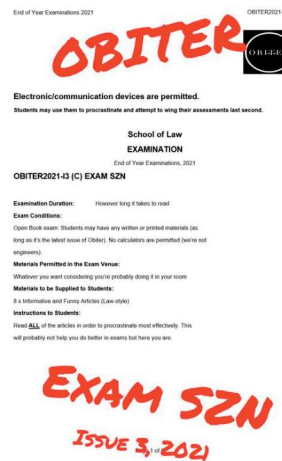 End of Year Examinations 2021 OBITER2021
OBITER
OBITE
Electronic/communication devices are permitted.
Students may use them to procrastinate and attempt to wing their assessments last second.
School of Law
EXAMINATION
End of Year Examinations, 2021
OBITER2021-I3 (C) EXAM SZN
Examination Duration: However long it takes to read
Exam Conditions:
Open Book exam: Students may have any written or printed materials (as
long as it's the latest issue of Obiter). No calculators are permitted (we're not
engineers)
Materials Permitted in the Exam Venue:
Whatever you want considering you're probably doing it in your room
Materials to be Supplied to Students:
8 x Informative and Funny Articles (Law-style)
Instructions to Students:
Read ALL of the articles in order to procrastinate most effectively. This
will probably not help you do better in exams but here you are.
EXAM SZN
ISSUE 3, 2021
1 of